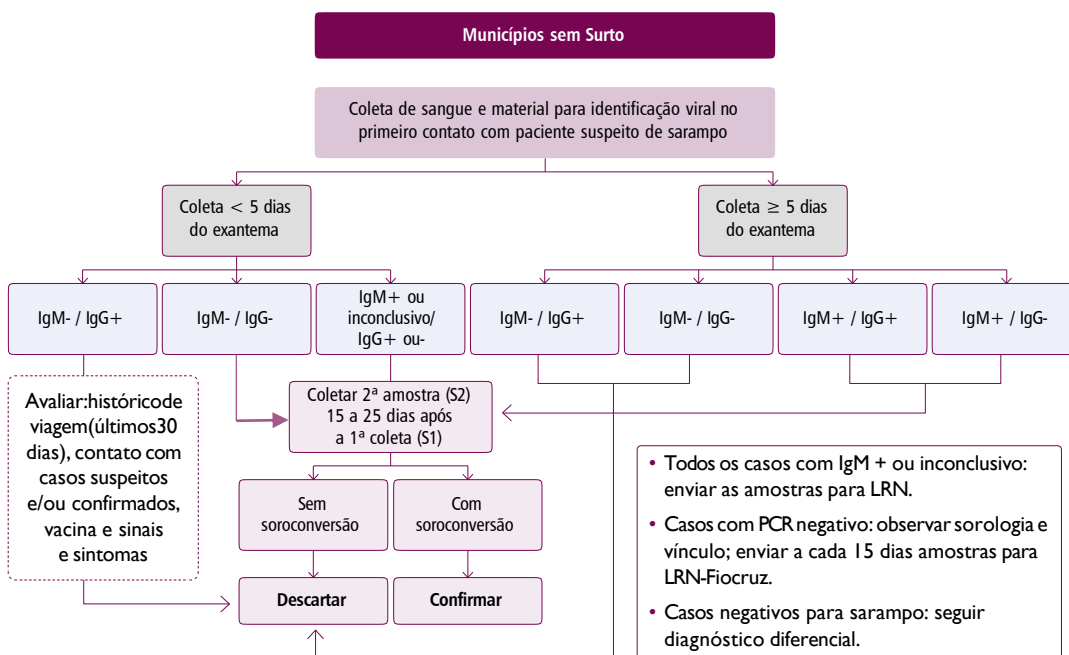 Municípios sem Surto
Coleta de sangue e material para identificação viral no
primeiro contato com paciente suspeito de sarampo
Coleta < 5 dias
do exantema
Coleta ≥ 5 dias
do exantema
IgM- / IgG+
IgM- / IgG-
IgM+ ou
inconclusivo/
IgG+ ou-
IgM- / IgG+
IgM- / IgG-
IgM+ / IgG+
IgM+ / IgG-
Avaliar:históricode
viagem(últimos30
dias), contato com
casos suspeitos
e/ou confirmados,
vacina e sinais
e sintomas
Coletar 2ª amostra (S2)
15 a 25 dias após
a 1ª coleta (S1)
Sem
soroconversão
Com
soroconversão
Descartar
Confirmar
• Todos os casos com IgM + ou inconclusivo:
enviar as amostras para LRN.
• Casos com PCR negativo: observar sorologia e
vínculo; enviar a cada 15 dias amostras para
LRN-Fiocruz.
• Casos negativos para sarampo: seguir
diagnóstico diferencial.